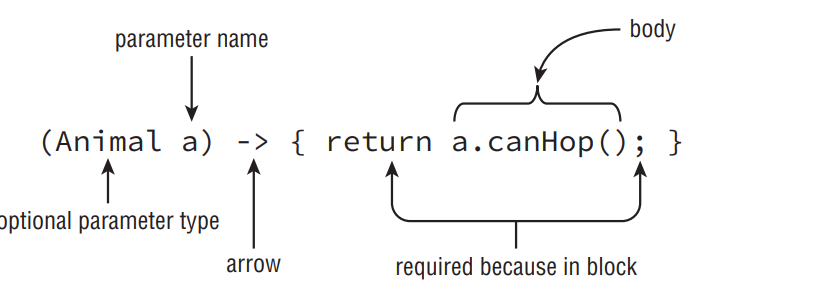 parameter name
body
(Animal a) -> { return a.canHop(); }
optional parameter type
arrow
required because in block